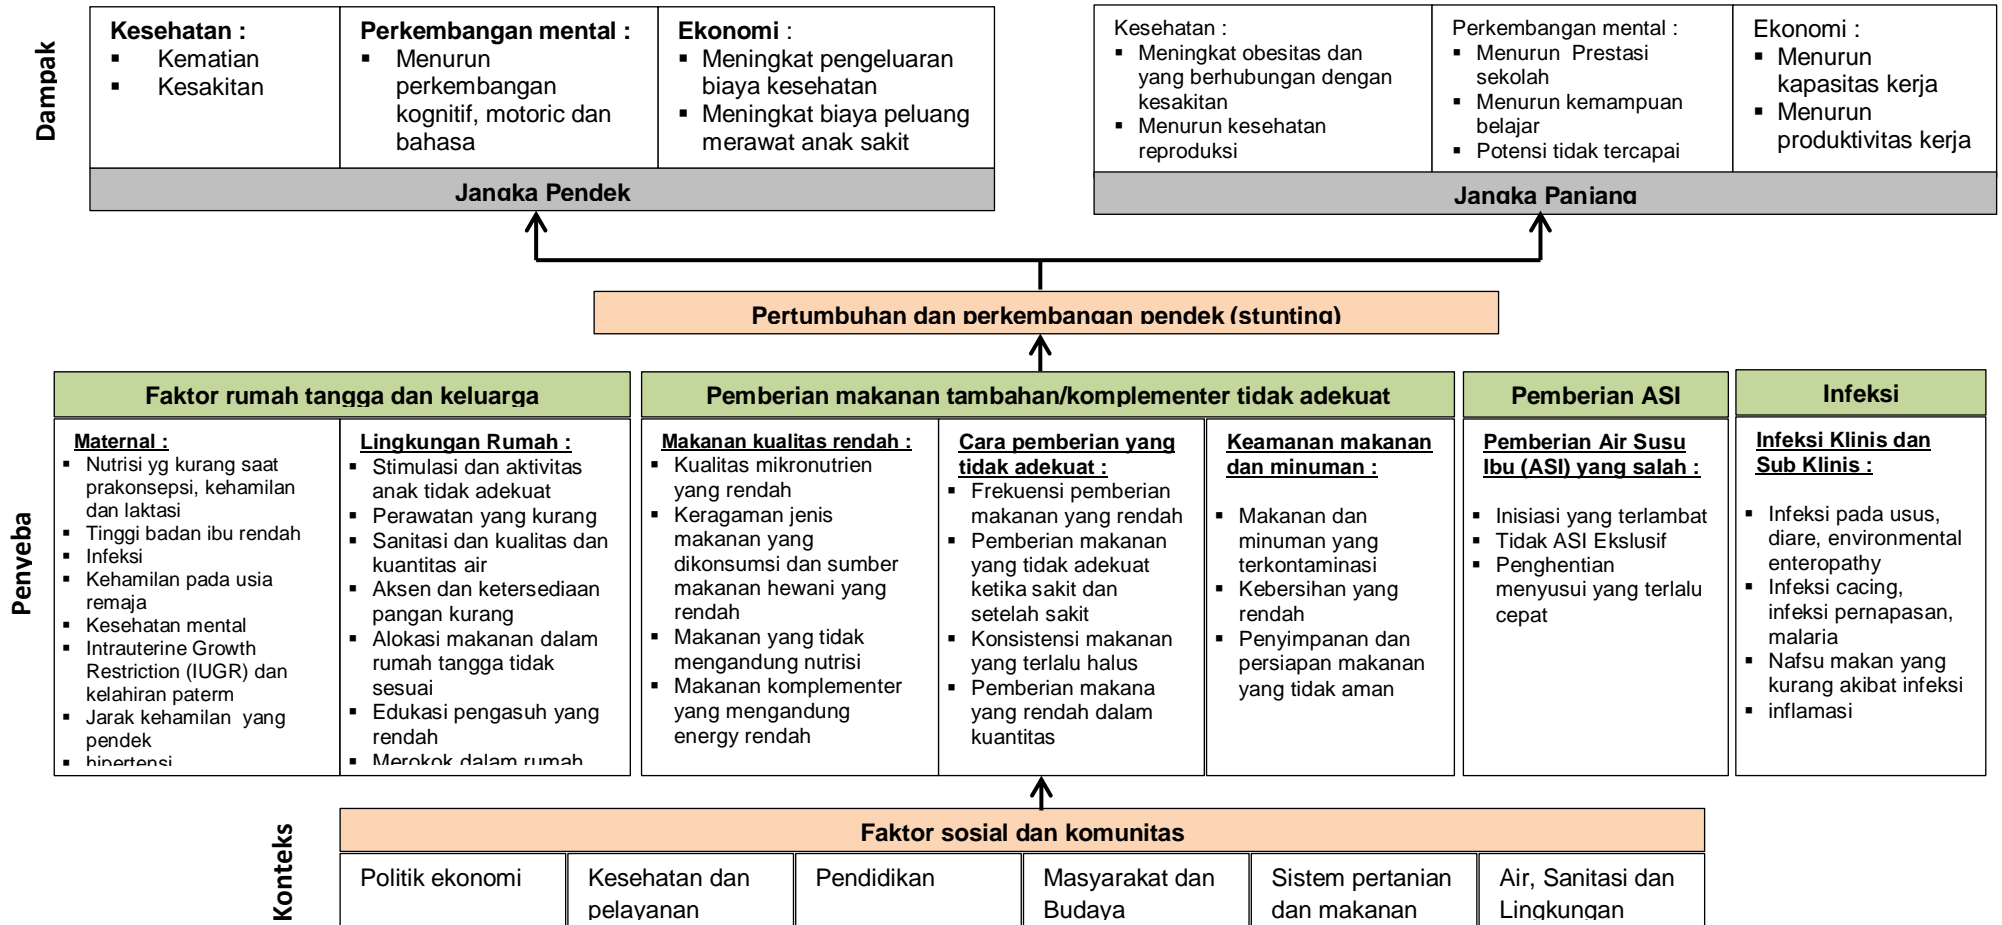 Dampak
Kesehatan :
▪ Kematian
▪ Kesakitan
Perkembangan mental :
▪ Menurun
perkembangan
kognitif, motoric dan
bahasa
Ekonomi :
▪ Meningkat pengeluaran
biaya kesehatan
▪ Meningkat biaya peluang
merawat anak sakit
Jangka Pendek
Kesehatan :
▪ Meningkat obesitas dan
yang berhubungan dengan
kesakitan
▪ Menurun kesehatan
reproduksi
Perkembangan mental :
▪ Menurun Prestasi
sekolah
▪ Menurun kemampuan
belajar
▪ Potensi tidak tercapai
Ekonomi :
▪ Menurun
kapasitas kerja
▪ Menurun
produktivitas kerja
Jangka Panjang
Pertumbuhan dan perkembangan pendek (stunting)
Penyeba
Faktor rumah tangga dan keluarga
Maternal :
▪ Nutrisi yg kurang saat
prakonsepsi, kehamilan
dan laktasi
▪ Tinggi badan ibu rendah
▪ Infeksi
▪ Kehamilan pada usia
remaja
▪ Kesehatan mental
▪ Intrauterine Growth
Restriction (IUGR) dan
kelahiran paterm
▪ Jarak kehamilan yang
pendek
▪ hipertensi
Lingkungan Rumah :
▪ Stimulasi dan aktivitas
anak tidak adekuat
▪ Perawatan yang kurang
▪ Sanitasi dan kualitas dan
kuantitas air
▪ Aksen dan ketersediaan
pangan kurang
▪ Alokasi makanan dalam
rumah tangga tidak
sesuai
▪ Edukasi pengasuh yang
rendah
▪ Merokok dalam rumah
Pemberian makanan tambahan/komplementer tidak adekuat
Makanan kualitas rendah :
▪ Kualitas mikronutrien
yang rendah
▪ Keragaman jenis
makanan yang
dikonsumsi dan sumber
makanan hewani yang
rendah
▪ Makanan yang tidak
mengandung nutrisi
▪ Makanan komplementer
yang mengandung
energy rendah
Cara pemberian yang
tidak adekuat :
▪ Frekuensi pemberian
makanan yang rendah
▪ Pemberian makanan
yang tidak adekuat
ketika sakit dan
setelah sakit
▪ Konsistensi makanan
yang terlalu halus
▪ Pemberian makana
yang rendah dalam
kuantitas
Keamanan makanan
dan minuman :
▪ Makanan dan
minuman yang
terkontaminasi
▪ Kebersihan yang
rendah
▪ Penyimpanan dan
persiapan makanan
yang tidak aman
Pemberian ASI
Pemberian Air Susu
Ibu (ASI) yang salah :
▪ Inisiasi yang terlambat
▪ Tidak ASI Ekslusif
▪ Penghentian
menyusui yang terlalu
cepat
Infeksi
Infeksi Klinis dan
Sub Klinis :
▪ Infeksi pada usus,
diare, environmental
enteropathy
▪ Infeksi cacing,
infeksi pernapasan,
malaria
▪ Nafsu makan yang
kurang akibat infeksi
▪ inflamasi
Konteks
Faktor sosial dan komunitas
Politik ekonomi
Kesehatan dan
pelayanan
Pendidikan
Masyarakat dan
Budaya
Sistem pertanian
dan makanan
Air, Sanitasi dan
Lingkungan